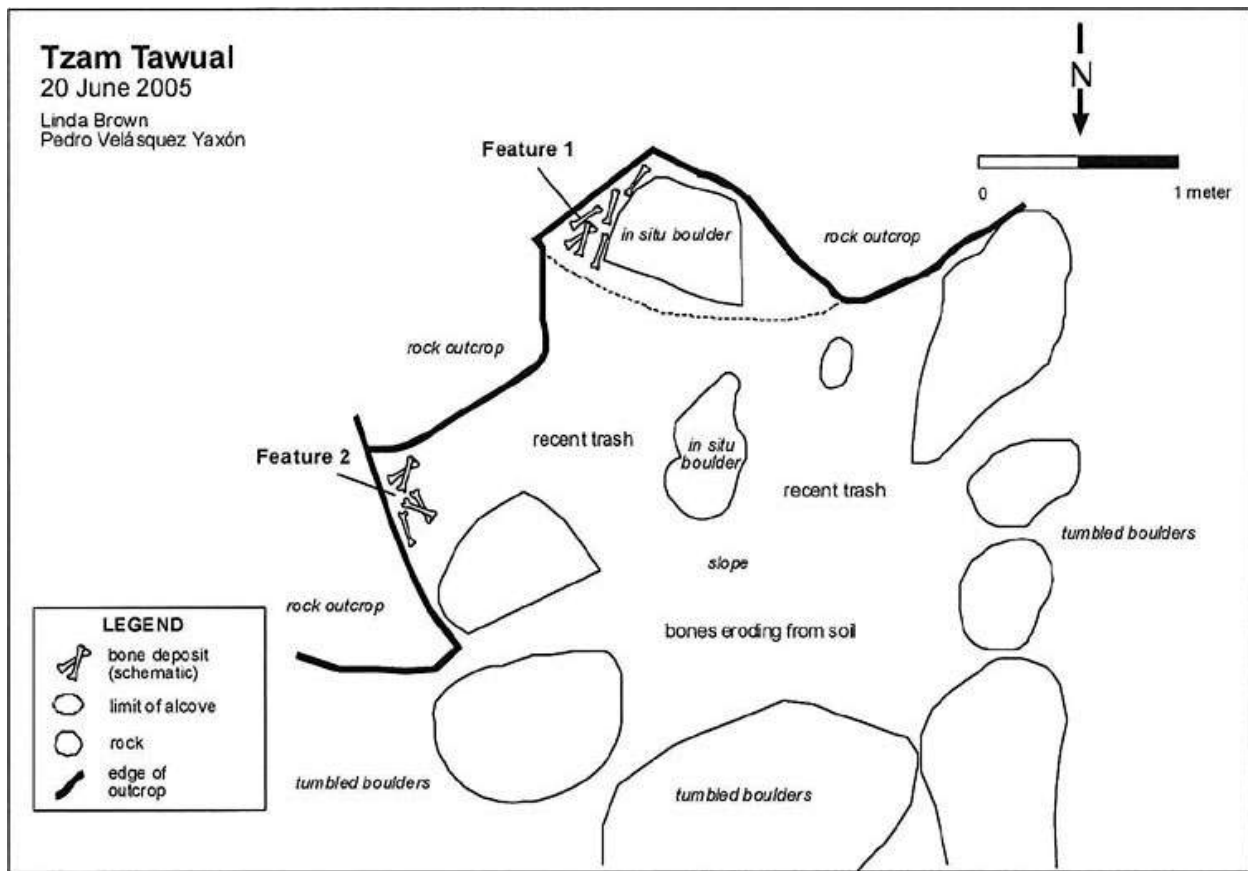 Tzam Tawual
20 June 2005
Linda Brown
Pedro Velásquez Yaxón
N
0
1 meter
Feature 1
in situ boulder
rock outcrop
rock outcrop
recent trash
in situ
boulder
Feature 2
recent trash
tumbled boulders
slope
rock outcrop
bones eroding from soil
LEGEND
bone deposit
(schematic)
limit of alcove
rock
edge of
outcrop
tumbled boulders
tumbled boulders